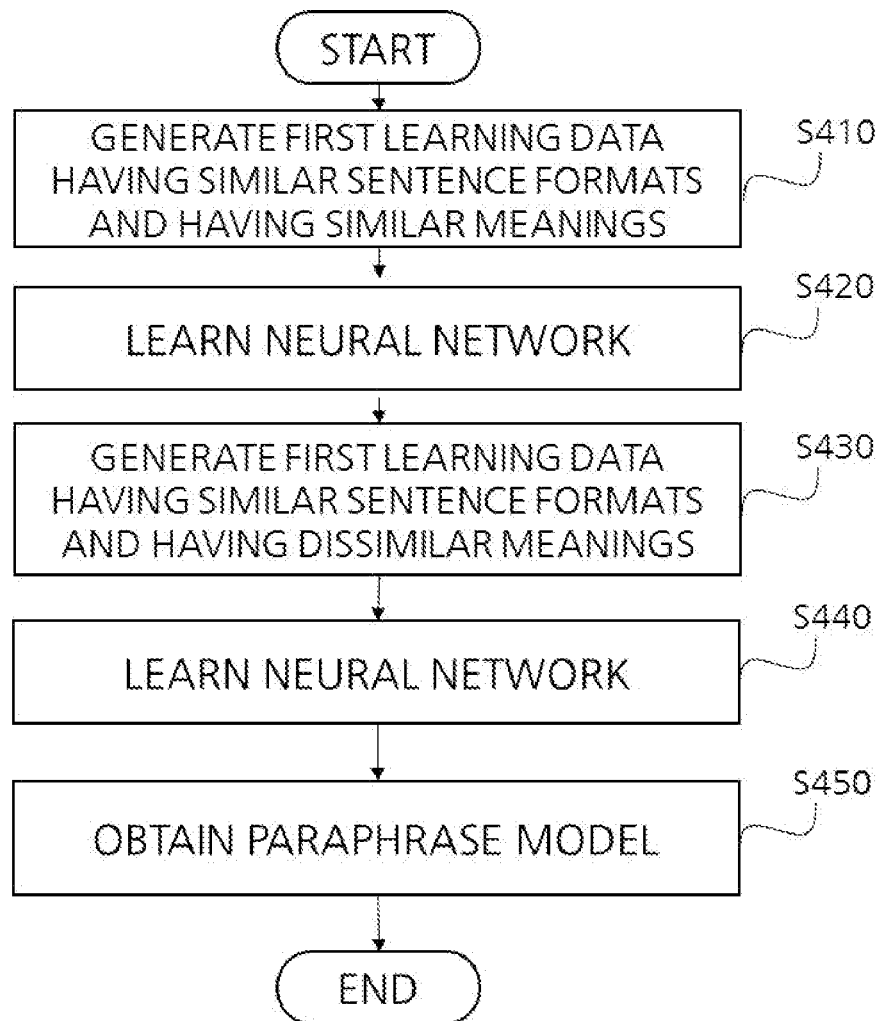 START
GENERATE FIRST LEARNING DATA
HAVING SIMILAR SENTENCE FORMATS
AND HAVING SIMILAR MEANINGS
S410
LEARN NEURAL NETWORK
S420
GENERATE FIRST LEARNING DATA
HAVING SIMILAR SENTENCE FORMATS
AND HAVING DISSIMILAR MEANINGS
S430
LEARN NEURAL NETWORK
S440
OBTAIN PARAPHRASE MODEL
S450
END